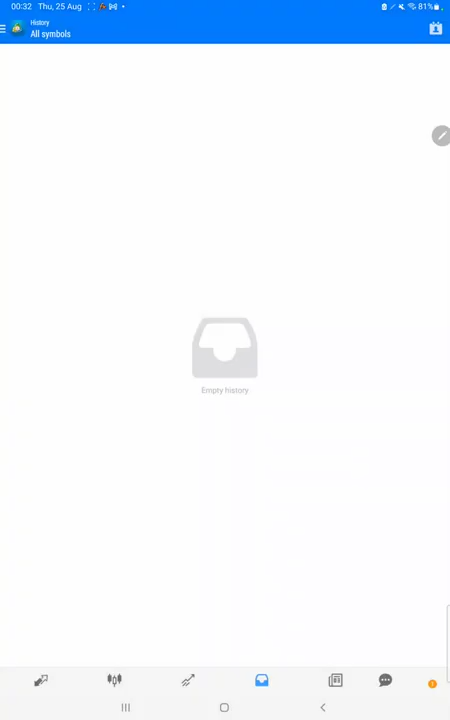 00:32 Thu, 25 Aug
81%
History
All symbols
Empty history